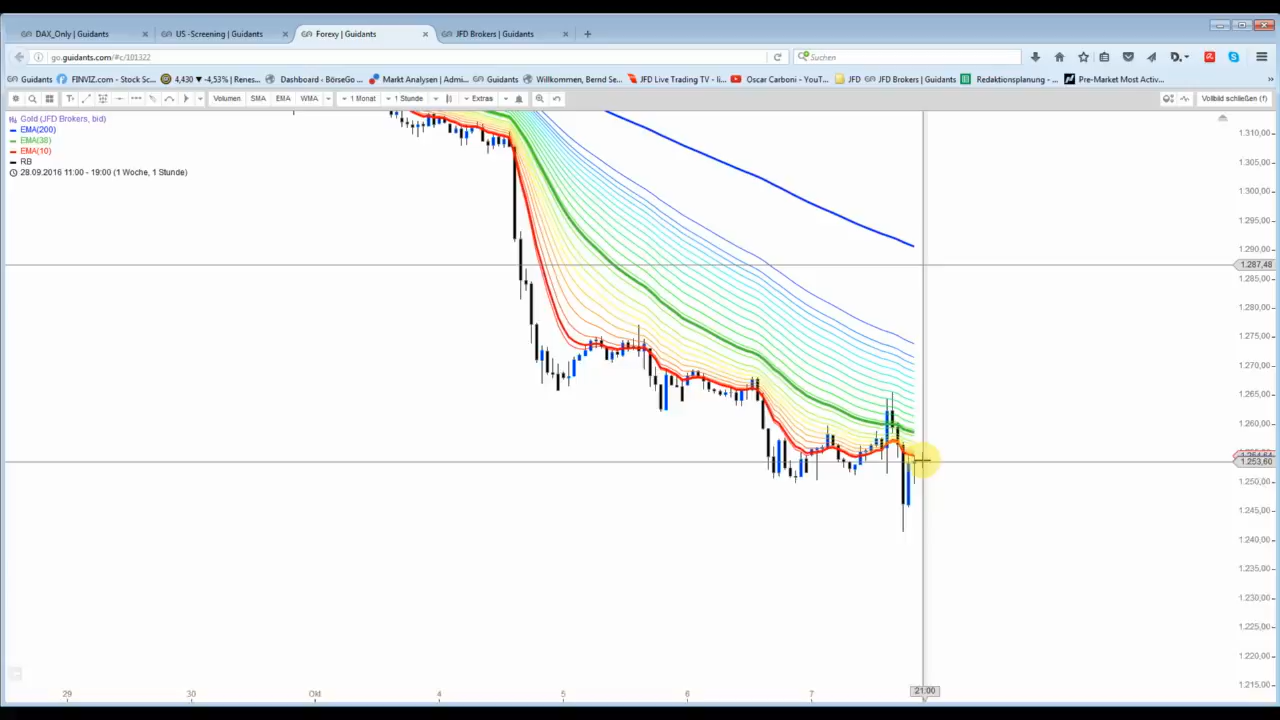 DAX_Only | Guidants
US -Screening | Guidants
Forexy | Guidants
JFD Brokers | Guidants
go.guidants.com/#c/101322
Suchen
Guidants
FINVIZ.com - Stock Sc...
4,430 ▼ -4,53% | Renes...
Dashboard - BörseGo ...
Markt Analysen | Admi...
Guidants
Willkommen, Bernd Se...
JFD Live Trading TV - li...
Oscar Carboni - YouT...
JFD
JFD Brokers | Guidants
Redaktionsplanung - ...
Pre-Market Most Activ...
Volumen
SMA
EMA
WMA
1 Monat
1 Stunde
Extras
Vollbild schließen (f)
Gold (JFD Brokers, bid)
EMA(200)
EMA(38)
EMA(10)
RB
28.09.2016 11:00 - 19:00 (1 Woche, 1 Stunde)
1.310,00
1.305,00
1.300,00
1.295,00
1.290,00
1.287,48
1.285,00
1.280,00
1.275,00
1.270,00
1.265,00
1.260,00
1.253,60
1.250,00
1.245,00
1.240,00
1.235,00
1.230,00
1.225,00
1.220,00
1.215,00
29
30
Okt
4
5
6
7
21:00